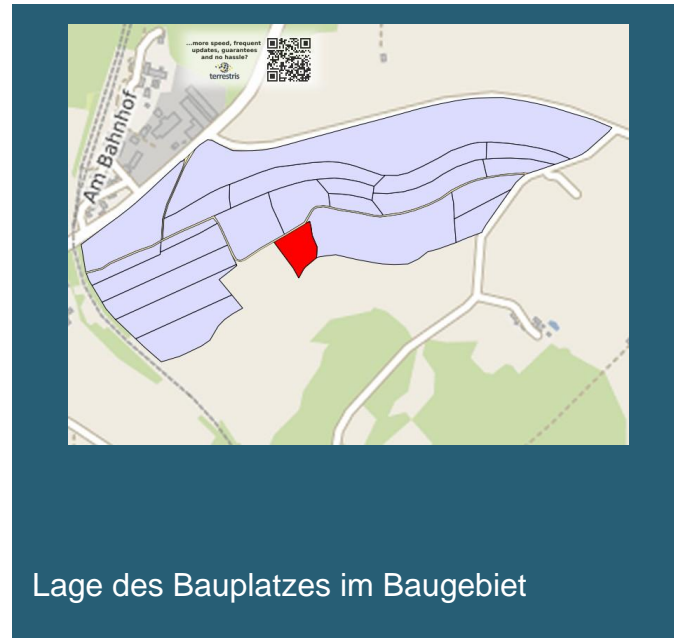 ...more speed, frequent
updates, guarantees
and no hassle?
terrestris
Am Bahnhof
Lage des Bauplatzes im Baugebiet